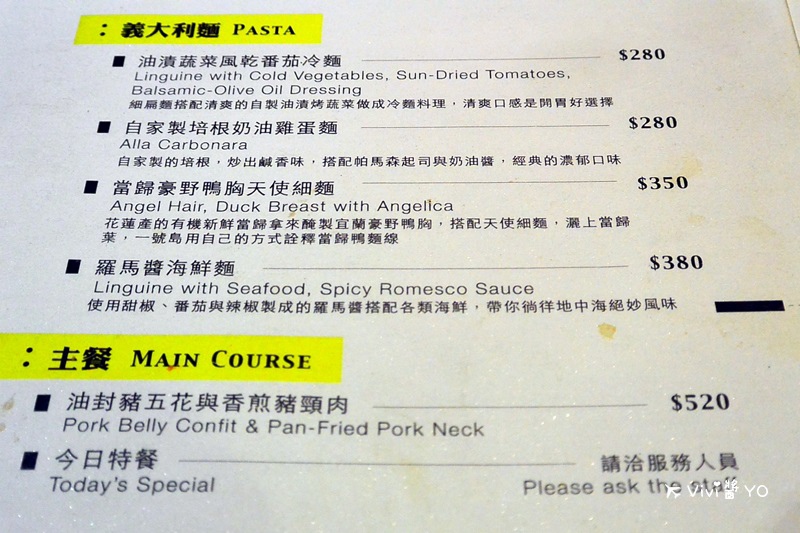 ：義大利麵 PASTA
■ 油漬蔬菜風乾番茄冷麵 $280
Linguine with Cold Vegetables, Sun-Dried Tomatoes,
Balsamic-Olive Oil Dressing
細扁麵搭配清爽的自製油漬烤蔬菜做成冷麵料理，清爽口感是開胃好選擇
■ 自家製培根奶油雞蛋麵 $280
Alla Carbonara
自家製的培根，炒出鹹香味，搭配帕馬森起司與奶油醬，經典的濃郁口味
■ 當歸豪野鴨胸天使細麵 $350
Angel Hair, Duck Breast with Angelica
花蓮產的有機新鮮當歸拿來醃製宜蘭豪野鴨胸，搭配天使細麵，灑上當歸
葉，一號島用自己的方式詮釋當歸鴨麵線
■ 羅馬醬海鮮麵 $380
Linguine with Seafood, Spicy Romesco Sauce
使用甜椒、番茄與辣椒製成的羅馬醬搭配各類海鮮，帶你徜徉地中海絕妙風味
：主餐 MAIN COURSE
■ 油封豬五花與香煎豬頸肉 $520
Pork Belly Confit & Pan-Fried Pork Neck
■ 今日特餐 請洽服務人員
Today's Special Please ask the staff
ViVi醬 YO